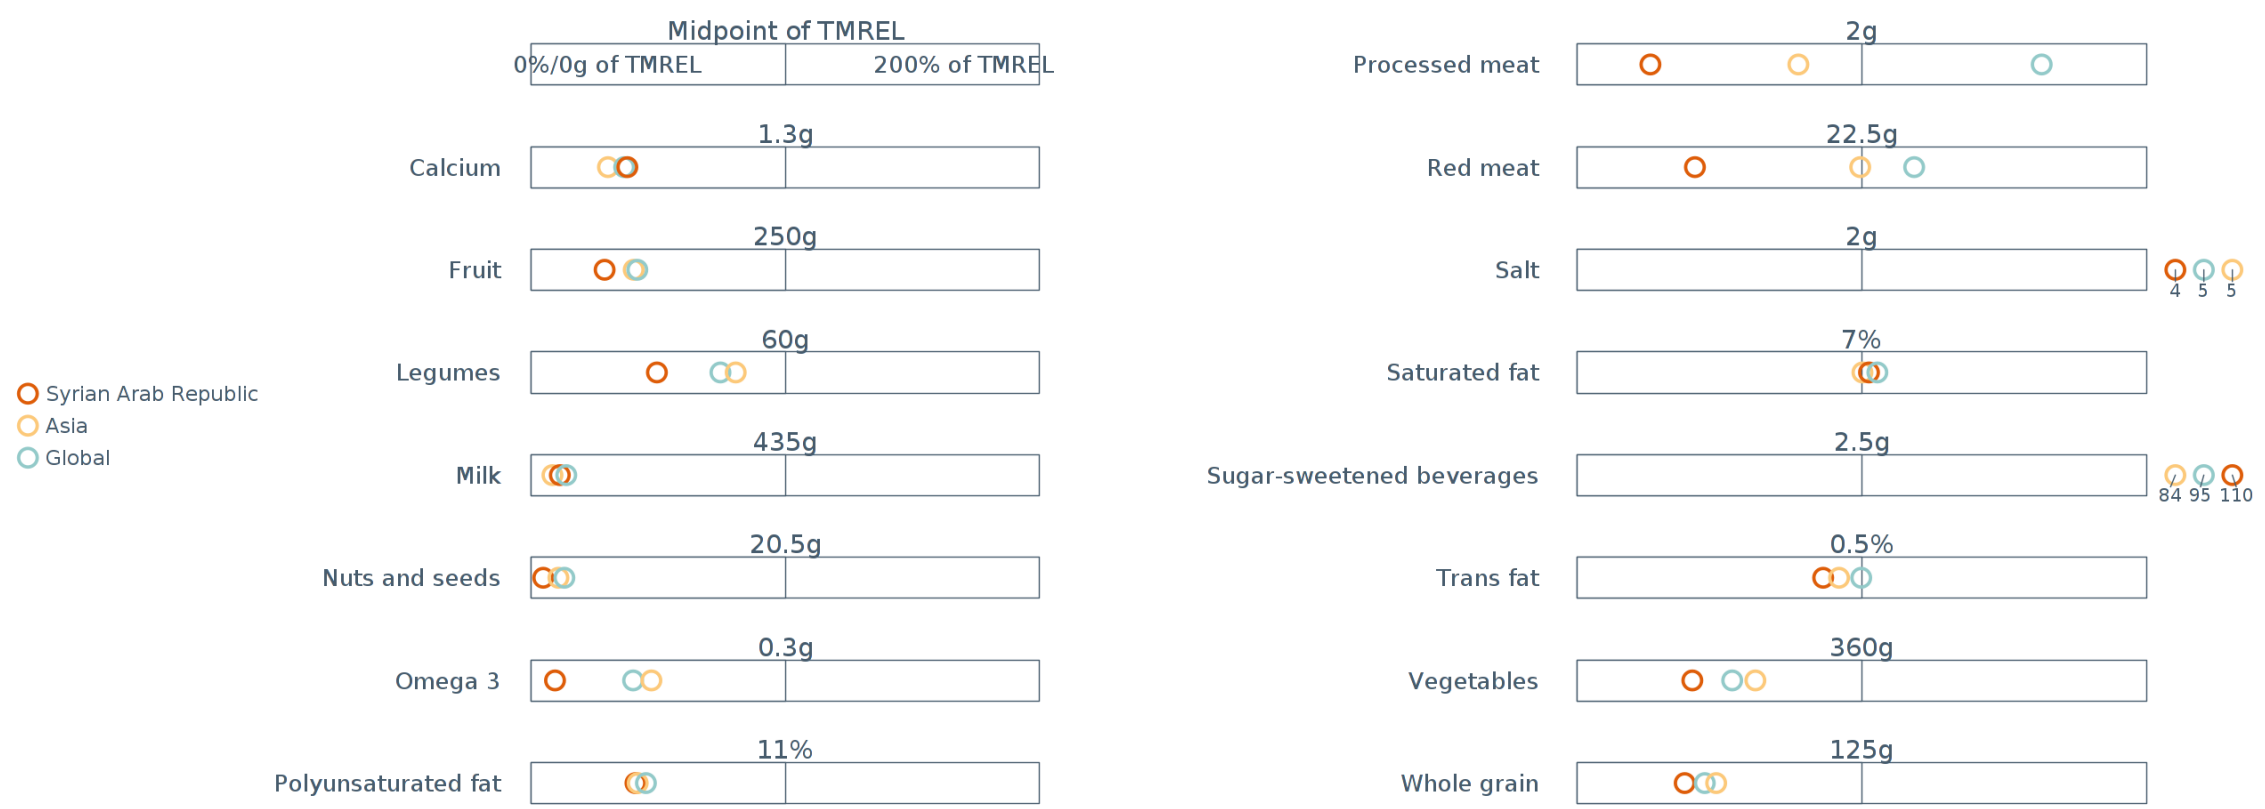 Midpoint of TMREL
0%/0g of TMREL 200% of TMREL
1.3g
Calcium
250g
Fruit
60g
Legumes
435g
Milk
20.5g
Nuts and seeds
0.3g
Omega 3
11%
Polyunsaturated fat
Syrian Arab Republic
Asia
Global
2g
Processed meat
22.5g
Red meat
2g
Salt
4 5 5
7%
Saturated fat
2.5g
Sugar-sweetened beverages
84 95 110
0.5%
Trans fat
360g
Vegetables
125g
Whole grain